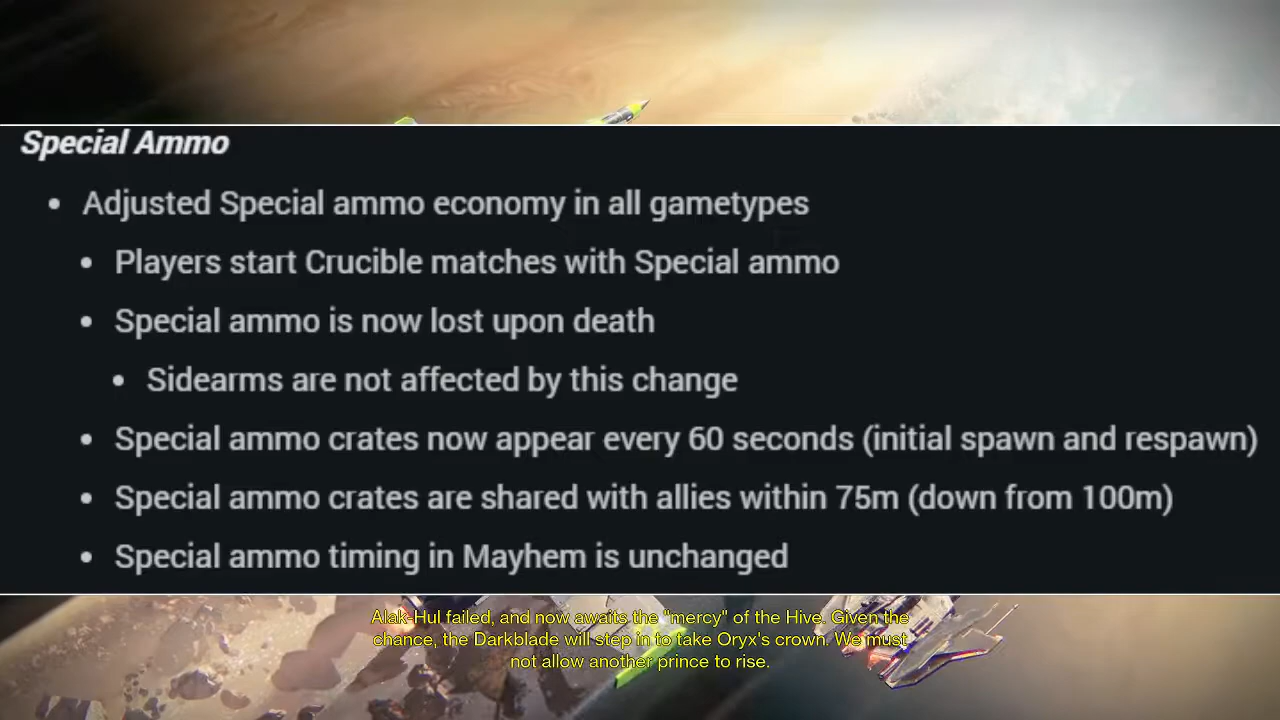 Special Ammo
• Adjusted Special ammo economy in all gametypes
• Players start Crucible matches with Special ammo
• Special ammo is now lost upon death
• Sidearms are not affected by this change
• Special ammo crates now appear every 60 seconds (initial spawn and respawn)
• Special ammo crates are shared with allies within 75m (down from 100m)
• Special ammo timing in Mayhem is unchanged
Alak-Hul failed, and now awaits the "mercy" of the Hive. Given the
chance, the Darkblade will step in to take Oryx's crown. We must
not allow another prince to rise.